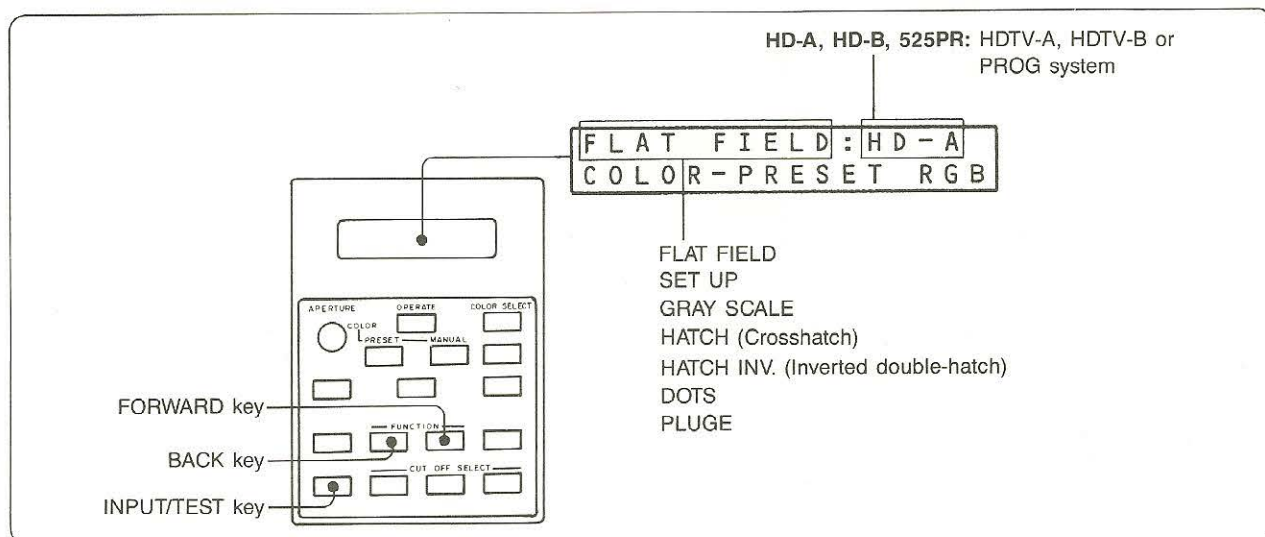 HD-A, HD-B, 525PR: HDTV-A, HDTV-B or
PROG system
FLAT FIELD:HD-A
COLOR-PRESET RGB
FLAT FIELD
SET UP
GRAY SCALE
HATCH (Crosshatch)
HATCH INV. (Inverted double-hatch)
DOTS
PLUGE
APERTURE
OPERATE
COLOR SELECT
COLOR
PRESET
MANUAL
FORWARD key
FUNCTION
BACK key
CUT OFF SELECT
INPUT/TEST key